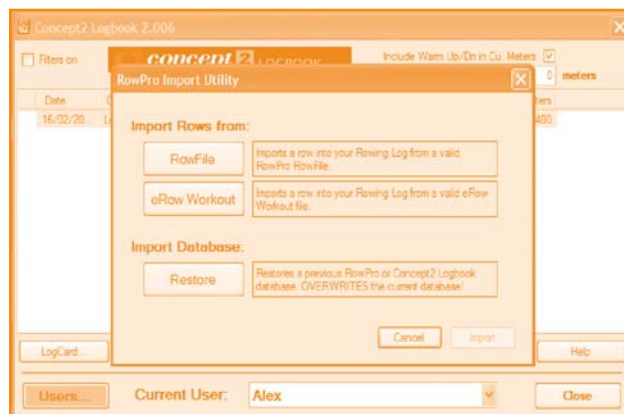 Concept2 Logbook 2.006
Filters on
concept 2 LOGBOOK
Include Warm Up/Dn in Cu. Meters
0 meters
RowPro Import Utility
Date
16/02/20...
400
Import Rows from:
RowFile
Imports a row into your Rowing Log from a valid
RowPro RowFile.
eRow Workout
Imports a row into your Rowing Log from a valid eRow
Workout file.
Import Database:
Restore
Restores a previous RowPro or Concept2 Logbook
database. OVERWRITES the current database!
Cancel
Import
LogCard...
Help
Users...
Current User:
Alex
Close